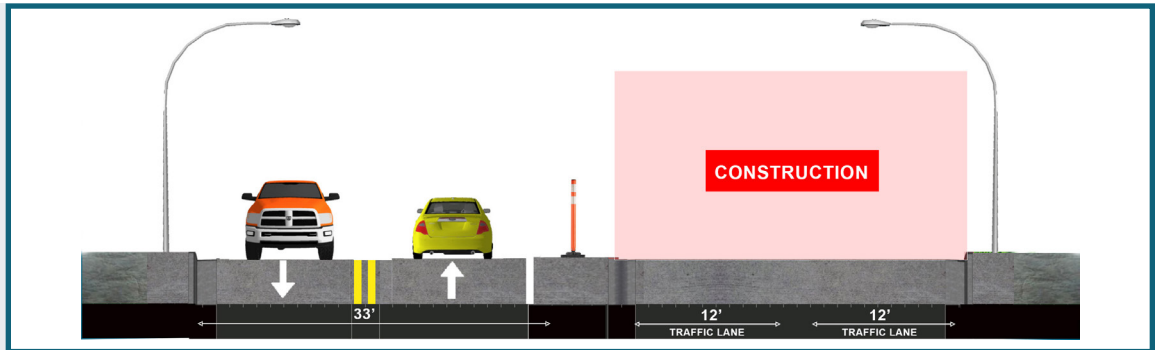 CONSTRUCTION
33’
12’
TRAFFIC LANE
12’
TRAFFIC LANE